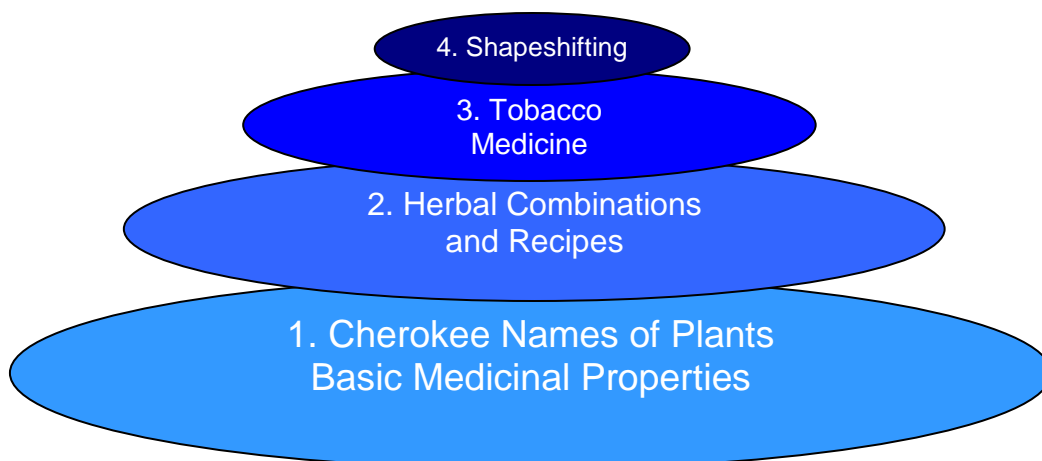 4. Shapeshifting
3. Tobacco
Medicine
2. Herbal Combinations
and Recipes
1. Cherokee Names of Plants
Basic Medicinal Properties